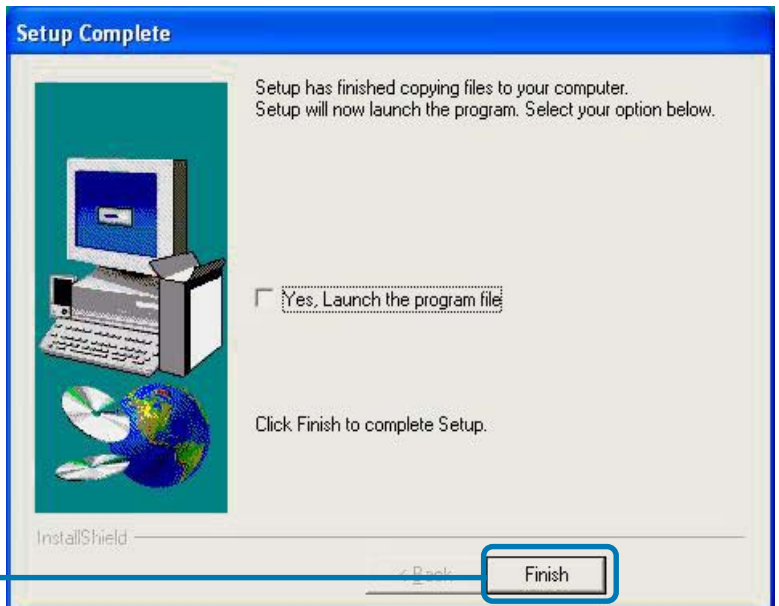 Setup Complete
Setup has finished copying files to your computer.
Setup will now launch the program. Select your option below.
Yes, Launch the program file
Click Finish to complete Setup.
InstallShield
< Back
Finish